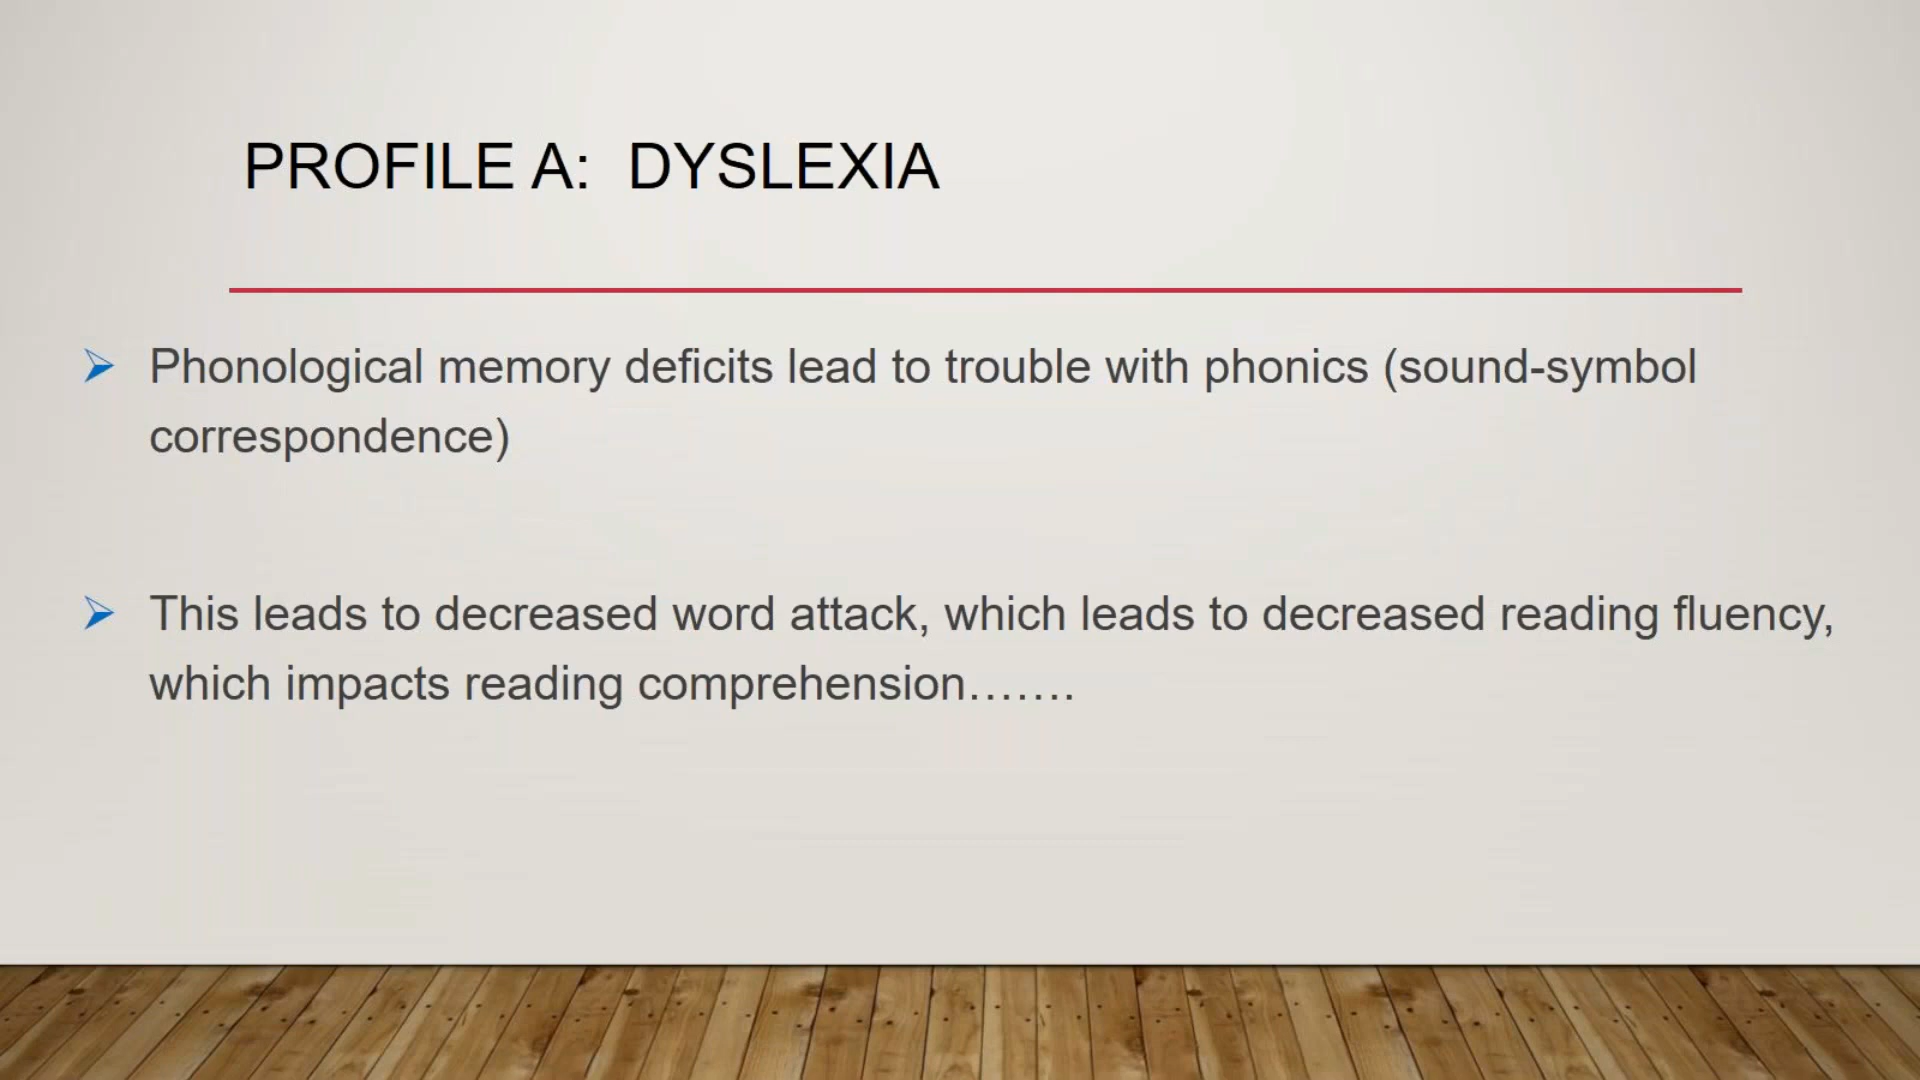 PROFILE A: DYSLEXIA
Phonological memory deficits lead to trouble with phonics (sound-symbol
correspondence)
This leads to decreased word attack, which leads to decreased reading fluency,
which impacts reading comprehension…….